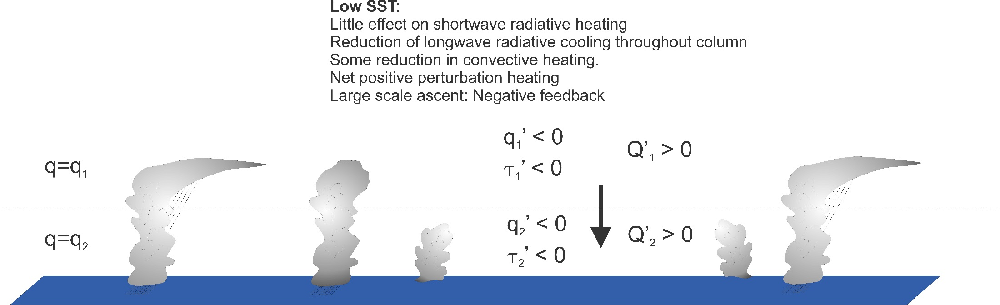 Low SST:
Little effect on shortwave radiative heating
Reduction of longwave radiative cooling throughout column
Some reduction in convective heating.
Net positive perturbation heating
Large scale ascent: Negative feedback
q₁’ < 0
Q’₁ > 0
q=q₁
τ₁’ < 0
q₂’ < 0
Q’₂ > 0
q=q₂
τ₂’ < 0